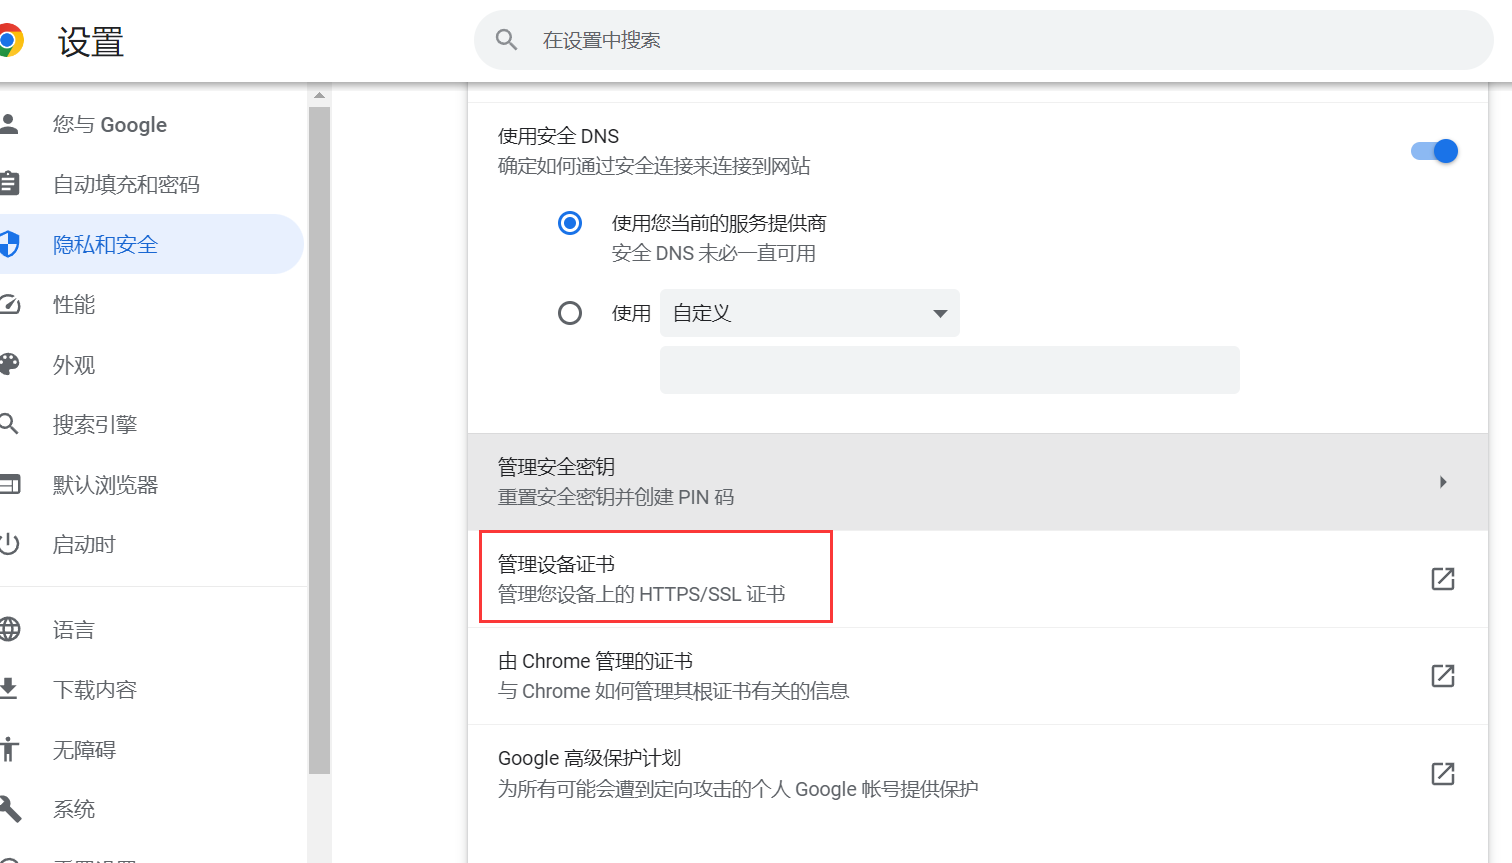 设置
在设置中搜索
您与 Google
自动填充和密码
隐私和安全
性能
外观
搜索引擎
默认浏览器
启动时
语言
下载内容
无障碍
系统
使用安全 DNS
确定如何通过安全连接来连接到网站
使用您当前的服务提供商
安全 DNS 未必一直可用
使用 自定义
管理安全密钥
重置安全密钥并创建 PIN 码
管理设备证书
管理您设备上的 HTTPS/SSL 证书
由 Chrome 管理的证书
与 Chrome 如何管理其根证书有关的信息
Google 高级保护计划
为所有可能会遭到定向攻击的个人 Google 帐号提供保护